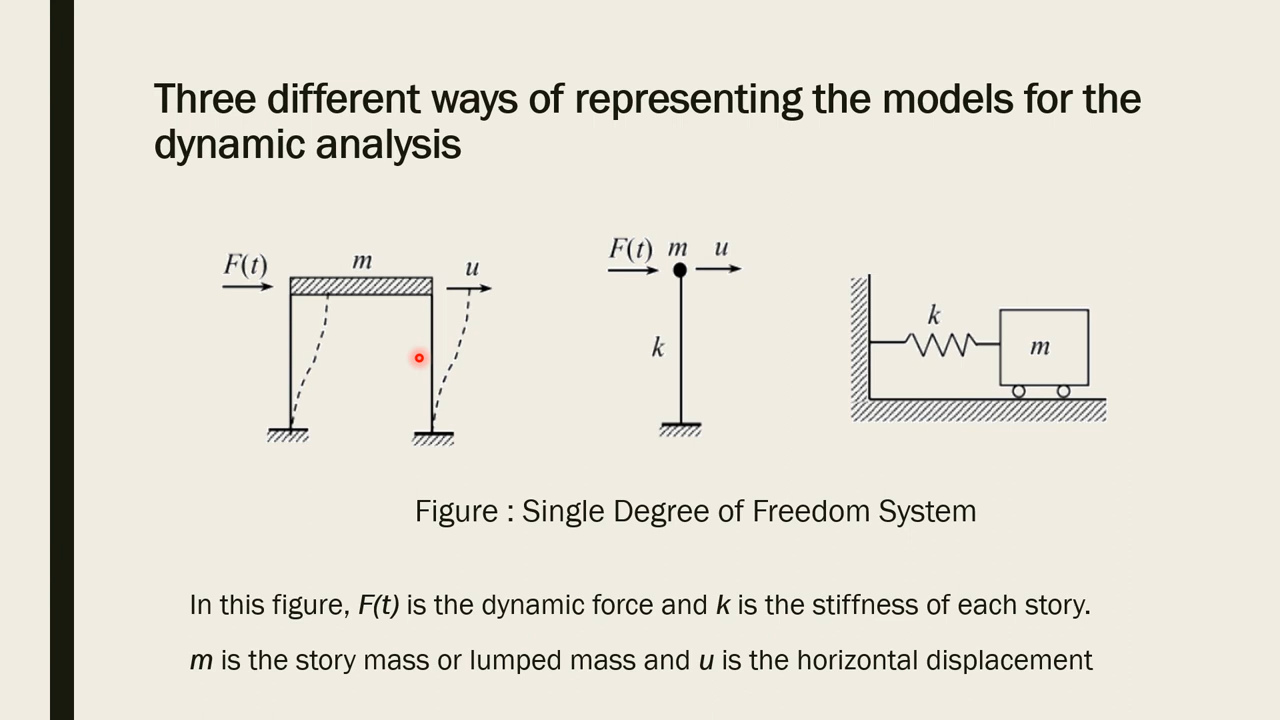 Three different ways of representing the models for the
dynamic analysis
F(t) m u
F(t) m u
k
k
m
Figure : Single Degree of Freedom System
In this figure, F(t) is the dynamic force and k is the stiffness of each story.
m is the story mass or lumped mass and u is the horizontal displacement